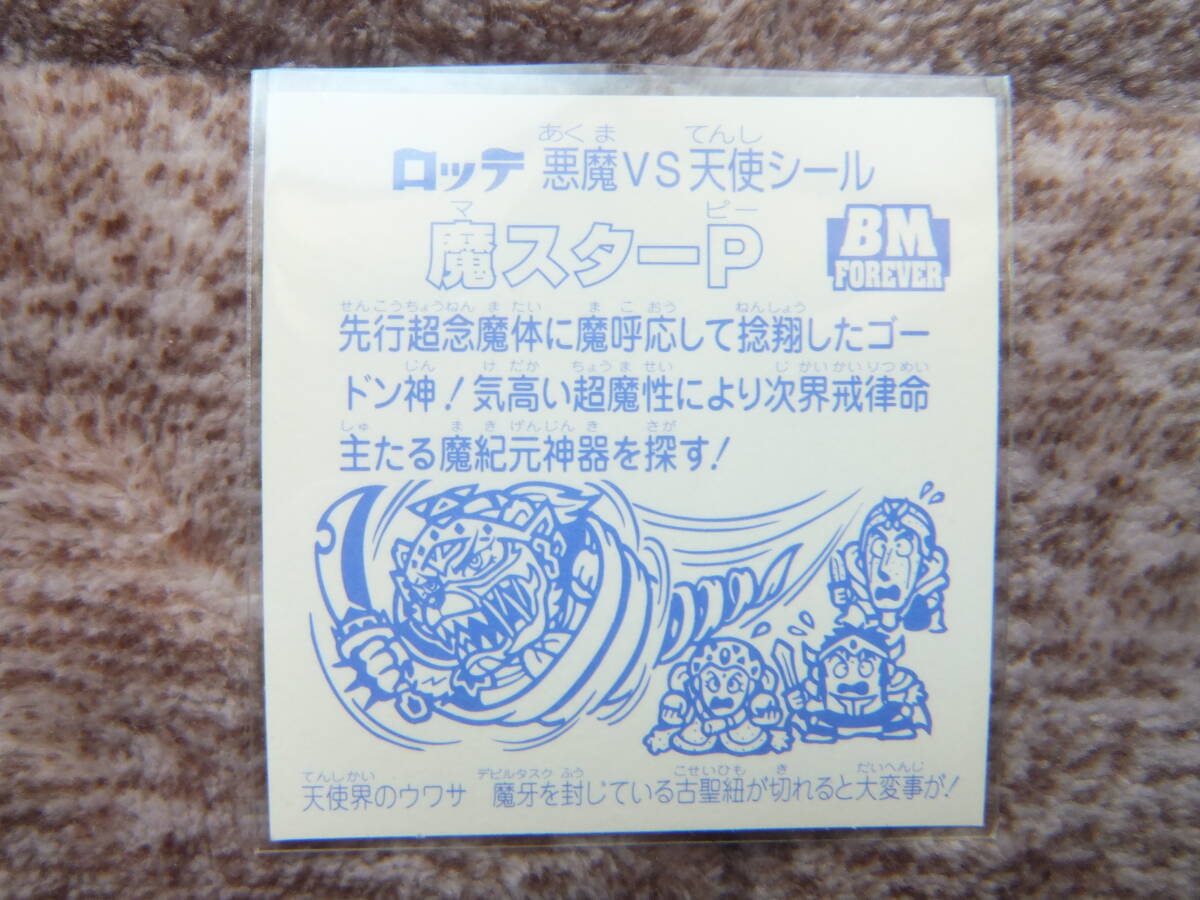 あくま てんし
ロッテ 悪魔VS天使シール
マ ピー
魔スターP
BM
FOREVER
せんこうちょうねん ま たい ま こ おう ねんしょう
先行超念魔体に魔呼応して捻翔したゴー
じん け だか ちょう ま せい じ かいかいりつめい
ドン神！気高い超魔性により次界戒律命
しゅ ま き げんじん き さが
主たる魔紀元神器を探す！
てんしかい デビルタスク ふう こせいひも き だいへんじ
天使界のウワサ 魔牙を封じている古聖紐が切れると大変事が！